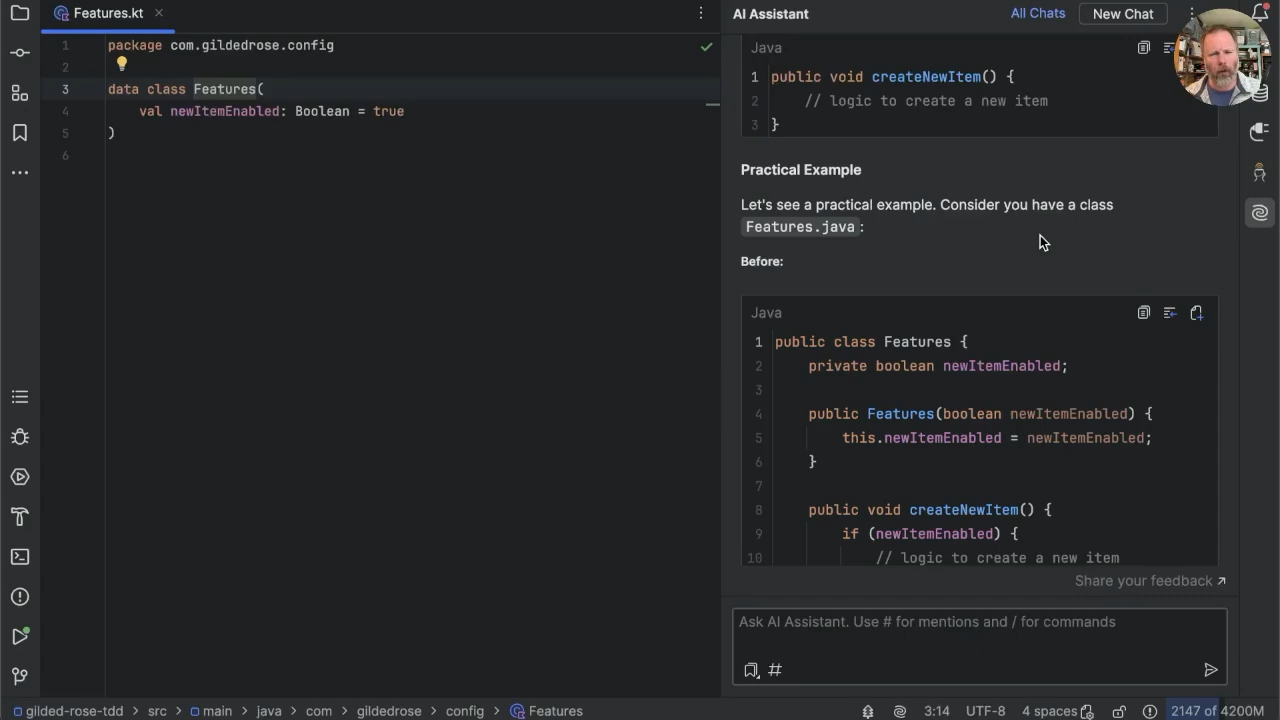 Features.kt
AI Assistant
All Chats
New Chat
1 package com.gildedrose.config
2
3 data class Features(
4 val newItemEnabled: Boolean = true
5 )
6
Java
1 public void createNewItem() {
2 // logic to create a new item
3 }
Practical Example
Let's see a practical example. Consider you have a class
Features.java:
Before:
Java
1 public class Features {
2 private boolean newItemEnabled;
3
4 public Features(boolean newItemEnabled) {
5 this.newItemEnabled = newItemEnabled;
6 }
7
8 public void createNewItem() {
9 if (newItemEnabled) {
10 // logic to create a new item
Share your feedback ↗
Ask AI Assistant. Use # for mentions and / for commands
gilded-rose-tdd > src > main > java > com > gildedrose > config > Features
3:14 UTF-8 4 spaces 2147 of 4200M